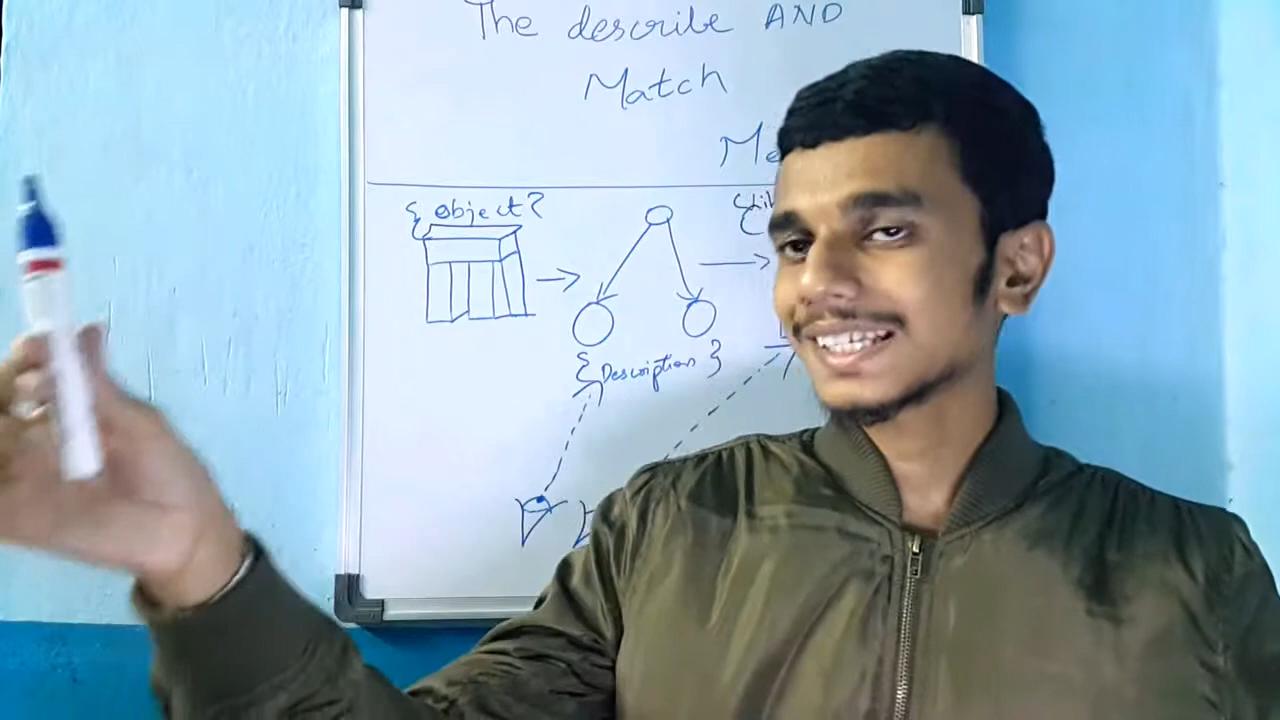 The describe AND
Match
{ object }
{ Description }